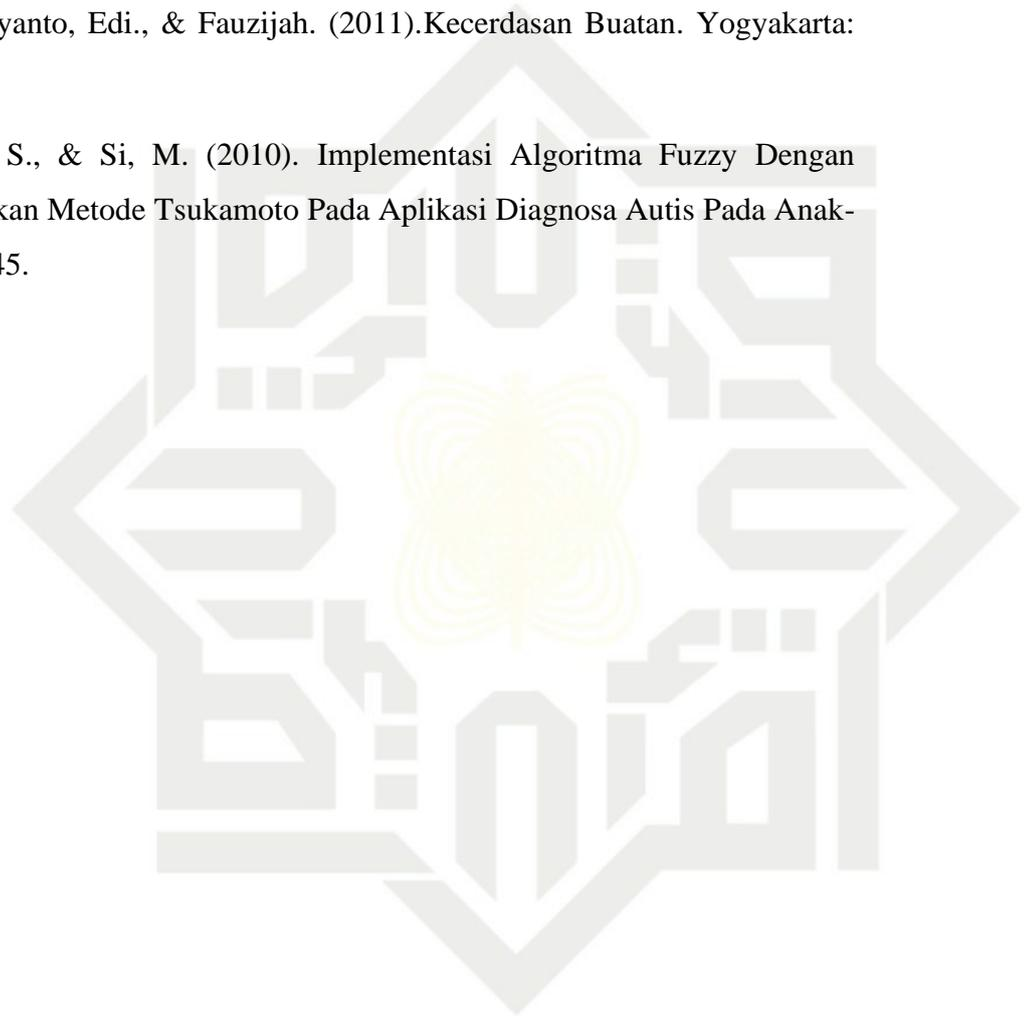 yanto, Edi., & Fauzijah. (2011).Kecerdasan Buatan. Yogyakarta:
S., & Si, M. (2010). Implementasi Algoritma Fuzzy Dengan
kan Metode Tsukamoto Pada Aplikasi Diagnosa Autis Pada Anak-
45.